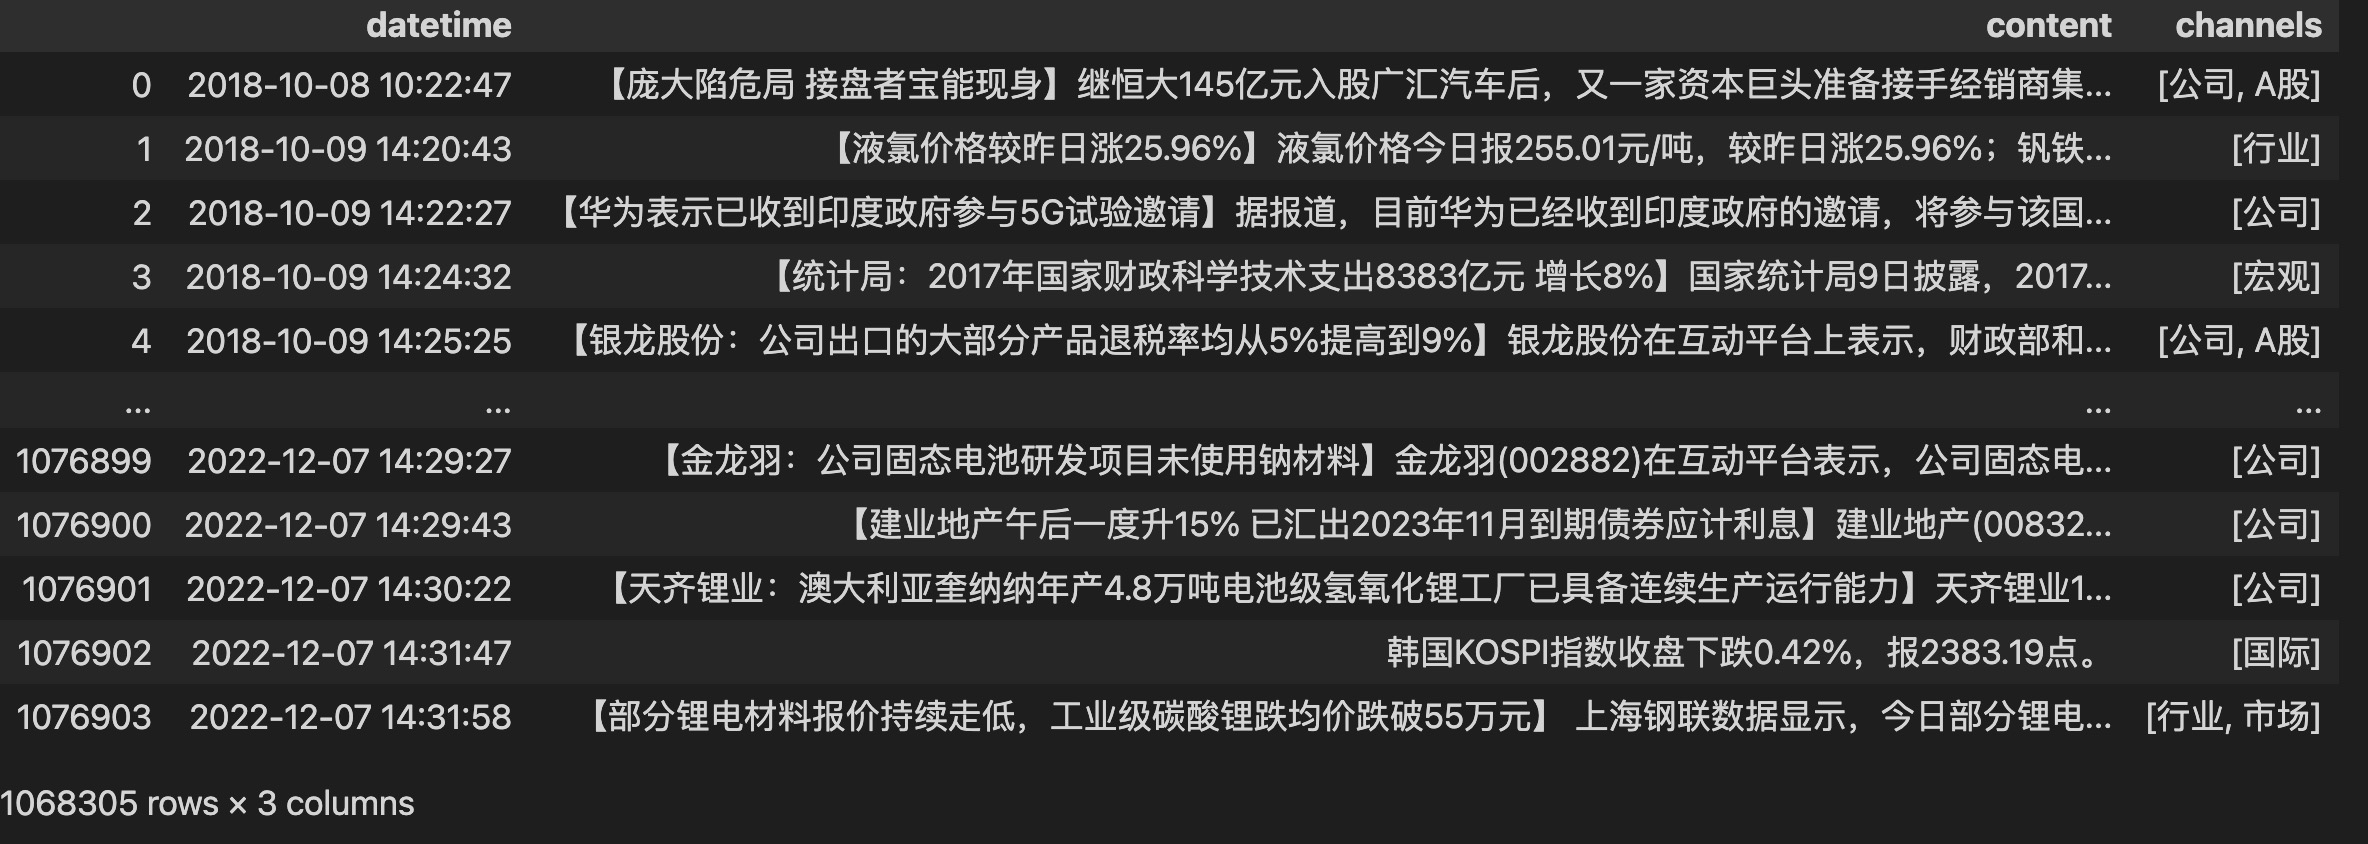 datetime content channels
0 2018-10-08 10:22:47 【庞大陷危局 接盘者宝能现身】继恒大145亿元入股广汇汽车后，又一家资本巨头准备接手经销商集... [公司, A股]
1 2018-10-09 14:20:43 【液氯价格较昨日涨25.96%】液氯价格今日报255.01元/吨，较昨日涨25.96%；钒铁... [行业]
2 2018-10-09 14:22:27 【华为表示已收到印度政府参与5G试验邀请】据报道，目前华为已经收到印度政府的邀请，将参与该国... [公司]
3 2018-10-09 14:24:32 【统计局：2017年国家财政科学技术支出8383亿元 增长8%】国家统计局9日披露，2017... [宏观]
4 2018-10-09 14:25:25 【银龙股份：公司出口的大部分产品退税率均从5%提高到9%】银龙股份在互动平台上表示，财政部和... [公司, A股]
... ... ... ...
1076899 2022-12-07 14:29:27 【金龙羽：公司固态电池研发项目未使用钠材料】金龙羽(002882)在互动平台表示，公司固态电... [公司]
1076900 2022-12-07 14:29:43 【建业地产午后一度升15% 已汇出2023年11月到期债券应计利息】建业地产(00832... [公司]
1076901 2022-12-07 14:30:22 【天齐锂业：澳大利亚奎纳纳年产4.8万吨电池级氢氧化锂工厂已具备连续生产运行能力】天齐锂业1... [公司]
1076902 2022-12-07 14:31:47 韩国KOSPI指数收盘下跌0.42%，报2383.19点。 [国际]
1076903 2022-12-07 14:31:58 【部分锂电材料报价持续走低，工业级碳酸锂跌均价跌破55万元】 上海钢联数据显示，今日部分锂电... [行业, 市场]
1068305 rows × 3 columns